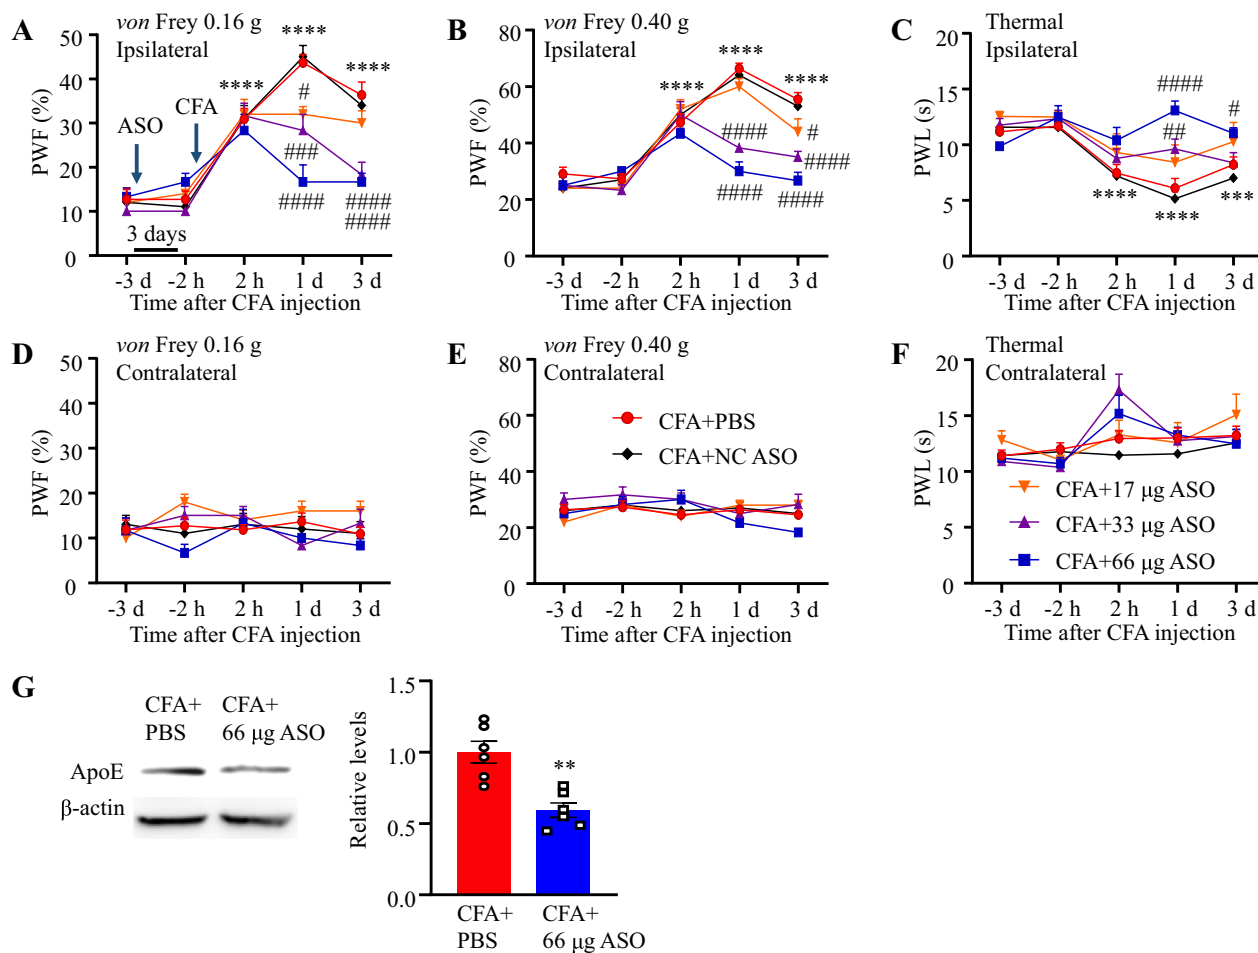 A
von Frey 0.16 g
Ipsilateral
PWF (%)
50
40
30
20
10
0
ASO
CFA
3 days
****
****
****
#
###
####
####
####
-3 d
-2 h
2 h
1 d
3 d
Time after CFA injection
B
von Frey 0.40 g
Ipsilateral
PWF (%)
80
60
40
20
0
****
****
****
####
#
####
####
####
-3 d
-2 h
2 h
1 d
3 d
Time after CFA injection
C
Thermal
Ipsilateral
PWL (s)
20
15
10
5
0
####
##
#
****
****
***
-3 d
-2 h
2 h
1 d
3 d
Time after CFA injection
D
von Frey 0.16 g
Contralateral
PWF (%)
50
40
30
20
10
0
-3 d
-2 h
2 h
1 d
3 d
Time after CFA injection
E
von Frey 0.40 g
Contralateral
PWF (%)
80
60
40
20
0
CFA+PBS
CFA+NC ASO
-3 d
-2 h
2 h
1 d
3 d
Time after CFA injection
F
Thermal
Contralateral
PWL (s)
20
15
10
5
0
CFA+17 µg ASO
CFA+33 µg ASO
CFA+66 µg ASO
-3 d
-2 h
2 h
1 d
3 d
Time after CFA injection
G
CFA+
PBS
CFA+
66 µg ASO
ApoE
β-actin
Relative levels
1.5
1.0
0.5
0.0
**
CFA+
PBS
CFA+
66 µg ASO